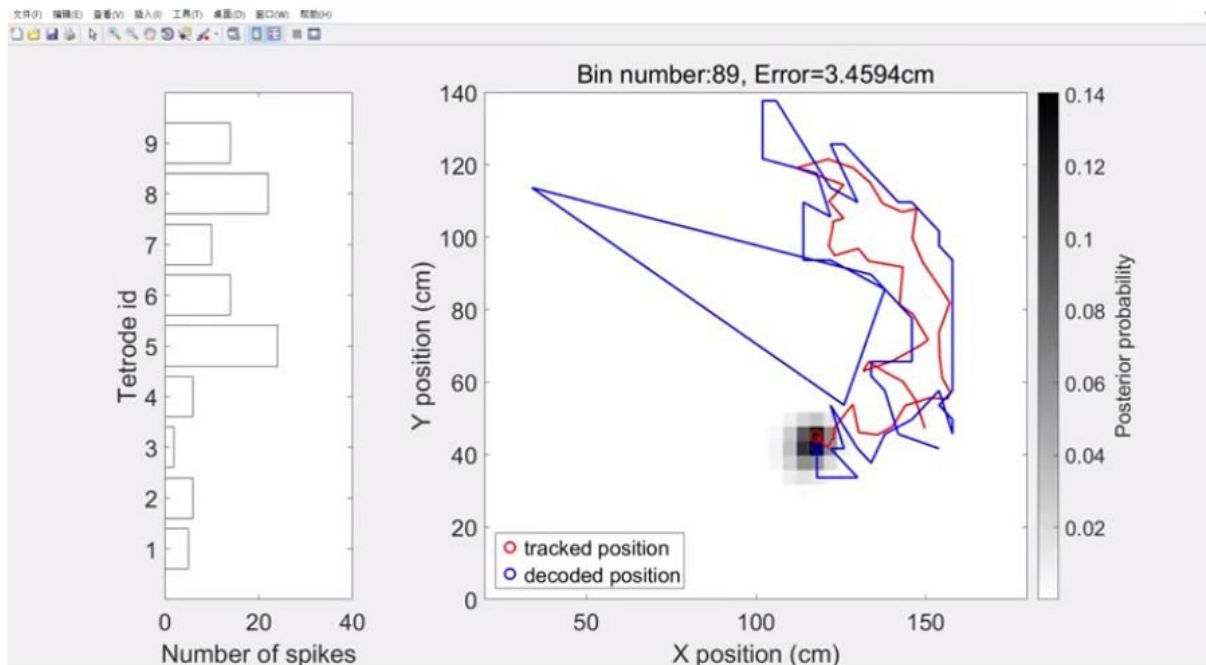 文件(F) 编辑(E) 查看(V) 插入(I) 工具(T) 桌面(D) 窗口(W) 帮助(H)
Bin number:89, Error=3.4594cm
Tetrode id
9
8
7
6
5
4
3
2
1
0 20 40
Number of spikes
Y position (cm)
140
120
100
80
60
40
20
0
50 100 150
X position (cm)
tracked position
decoded position
0.14
0.12
0.1
0.08
0.06
0.04
0.02
Posterior probability